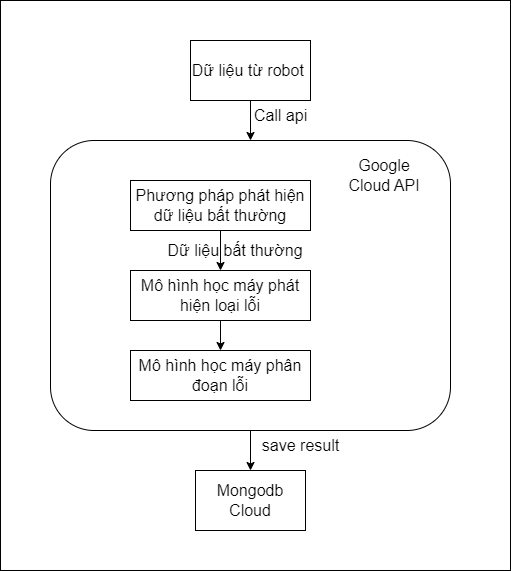 Dữ liệu từ robot
Call api
Google
Cloud API
Phương pháp phát hiện
dữ liệu bất thường
Dữ liệu bất thường
Mô hình học máy phát
hiện loại lỗi
Mô hình học máy phân
đoạn lỗi
save result
Mongodb
Cloud